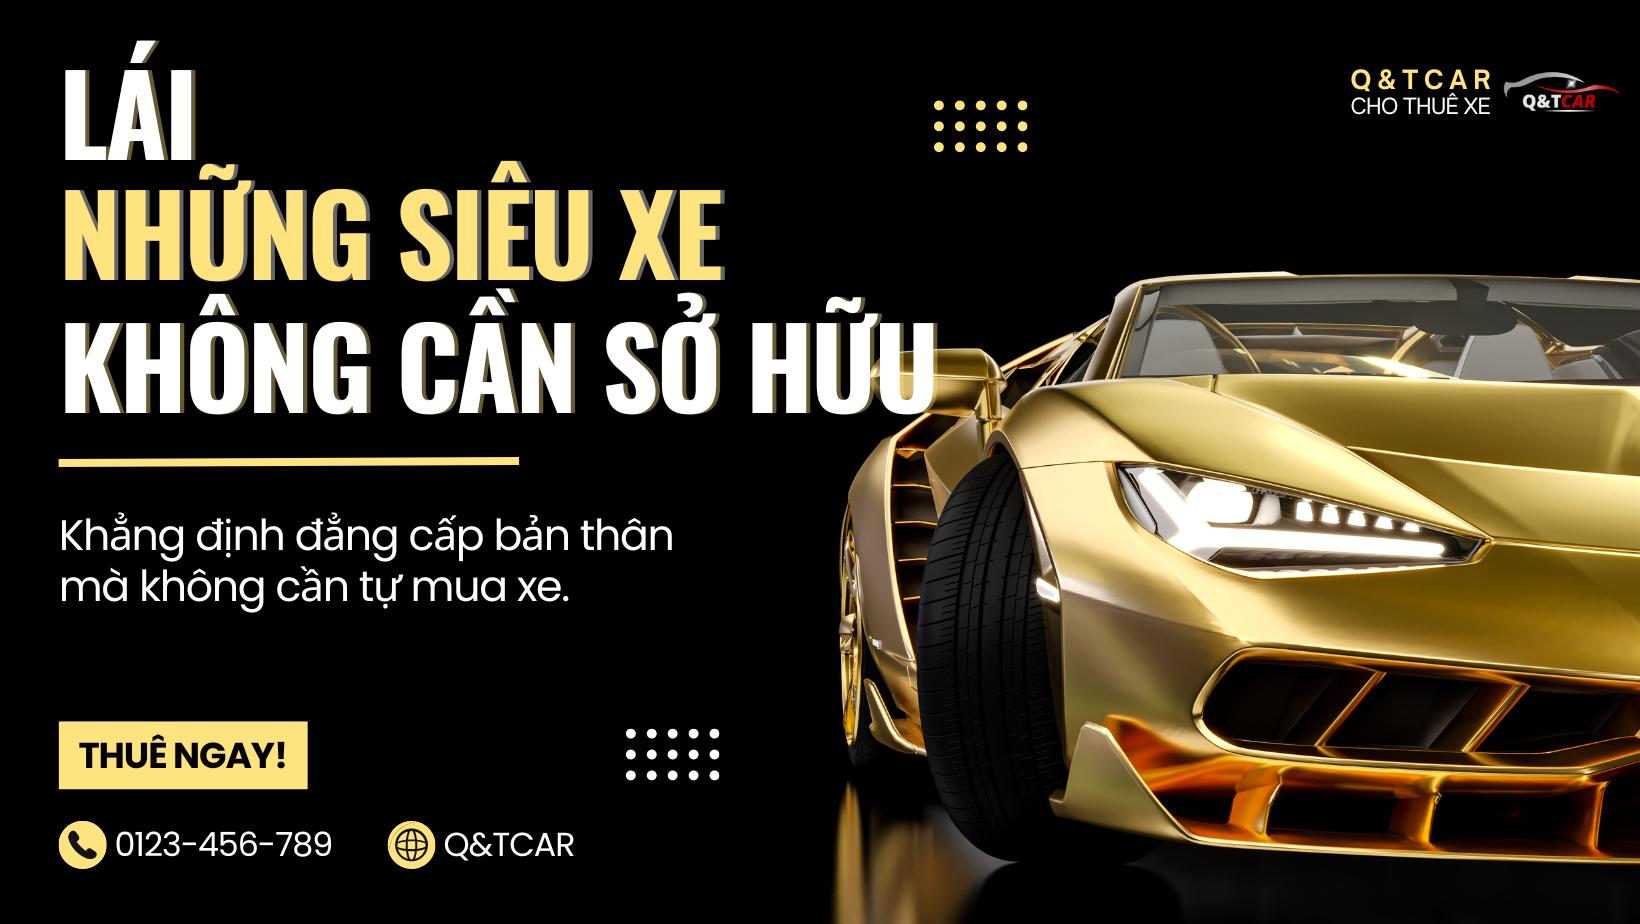 LÁI
NHỮNG SIÊU XE
KHÔNG CẦN SỞ HỮU
Q&TCAR
CHO THUÊ XE
Q&TCAR
Khẳng định đẳng cấp bản thân
mà không cần tự mua xe.
THUÊ NGAY!
0123-456-789
Q&TCAR